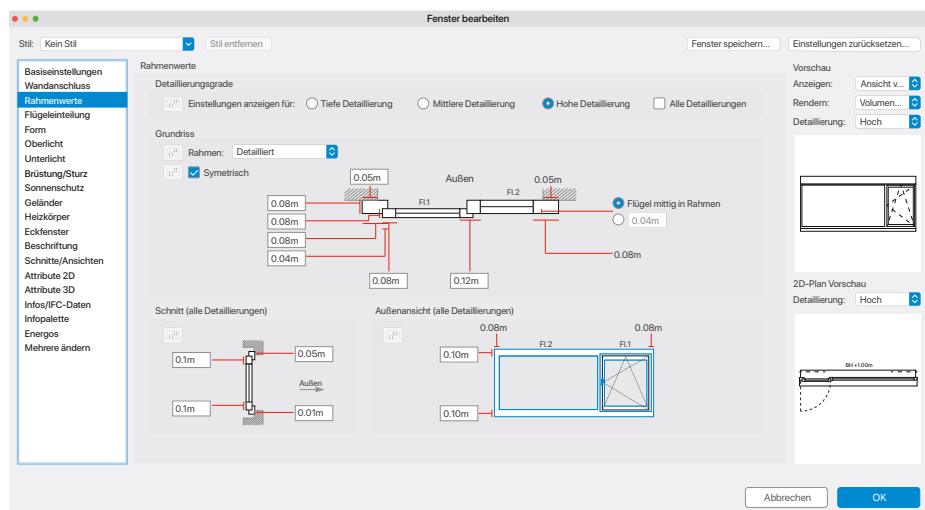 Fenster bearbeiten
Stil: Kein Stil Stil entfernen Fenster speichern... Einstellungen zurücksetzen...
Basiseinstellungen
Wandanschluss
Rahmenwerte
Flügeleinteilung
Form
Oberlicht
Unterlicht
Brüstung/Sturz
Sonnenschutz
Geländer
Heizkörper
Eckfenster
Beschriftung
Schnitte/Ansichten
Attribute 2D
Attribute 3D
Infos/IFC-Daten
Infopalette
Energos
Mehrere ändern
Rahmenwerte
Detaillierungsgrade
Einstellungen anzeigen für: Tiefe Detaillierung Mittlere Detaillierung Hohe Detaillierung Alle Detaillierungen
Grundriss
Rahmen: Detailliert
Symetrisch
0.05m Außen 0.05m
Fl.1 Fl.2
0.08m
0.08m
0.08m
0.04m
Flügel mittig in Rahmen
0.04m
0.08m
0.08m 0.12m
Schnitt (alle Detaillierungen)
0.1m 0.05m
Außen
0.1m 0.01m
Außenansicht (alle Detaillierungen)
0.08m 0.08m
Fl.2 Fl.1
0.10m
0.10m
Vorschau
Anzeigen: Ansicht v...
Rendern: Volumen...
Detaillierung: Hoch
2D-Plan Vorschau
Detaillierung: Hoch
BH +1.00m
Abbrechen OK